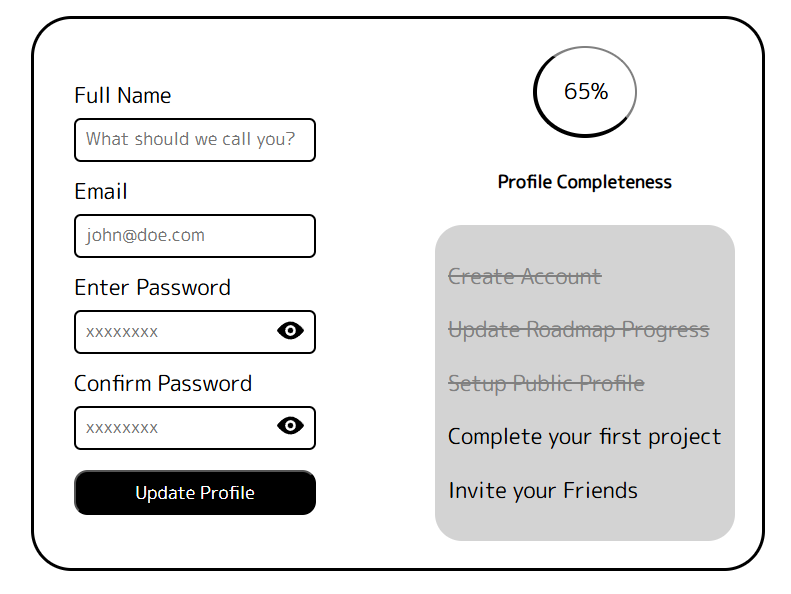 Full Name
What should we call you?
Email
john@doe.com
Enter Password
xxxxxxxx
Confirm Password
xxxxxxxx
Update Profile
65%
Profile Completeness
Create Account
Update Roadmap Progress
Setup Public Profile
Complete your first project
Invite your Friends